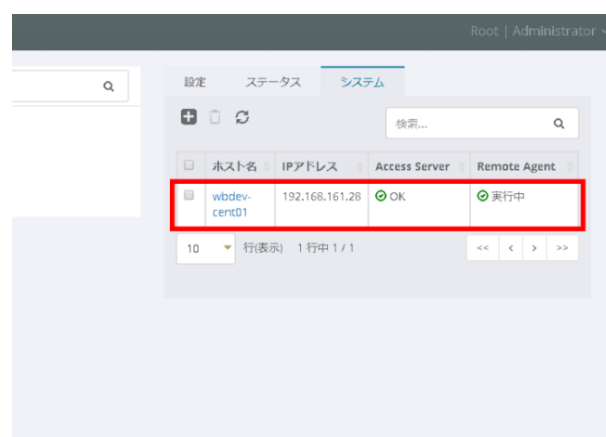 Root | Administrator
設定 ステータス システム
検索...
ホスト名 IPアドレス Access Server Remote Agent
wbdev-cent01 192.168.161.28 OK 実行中
10 行(表示) 1 行中 1 / 1 << < > >>